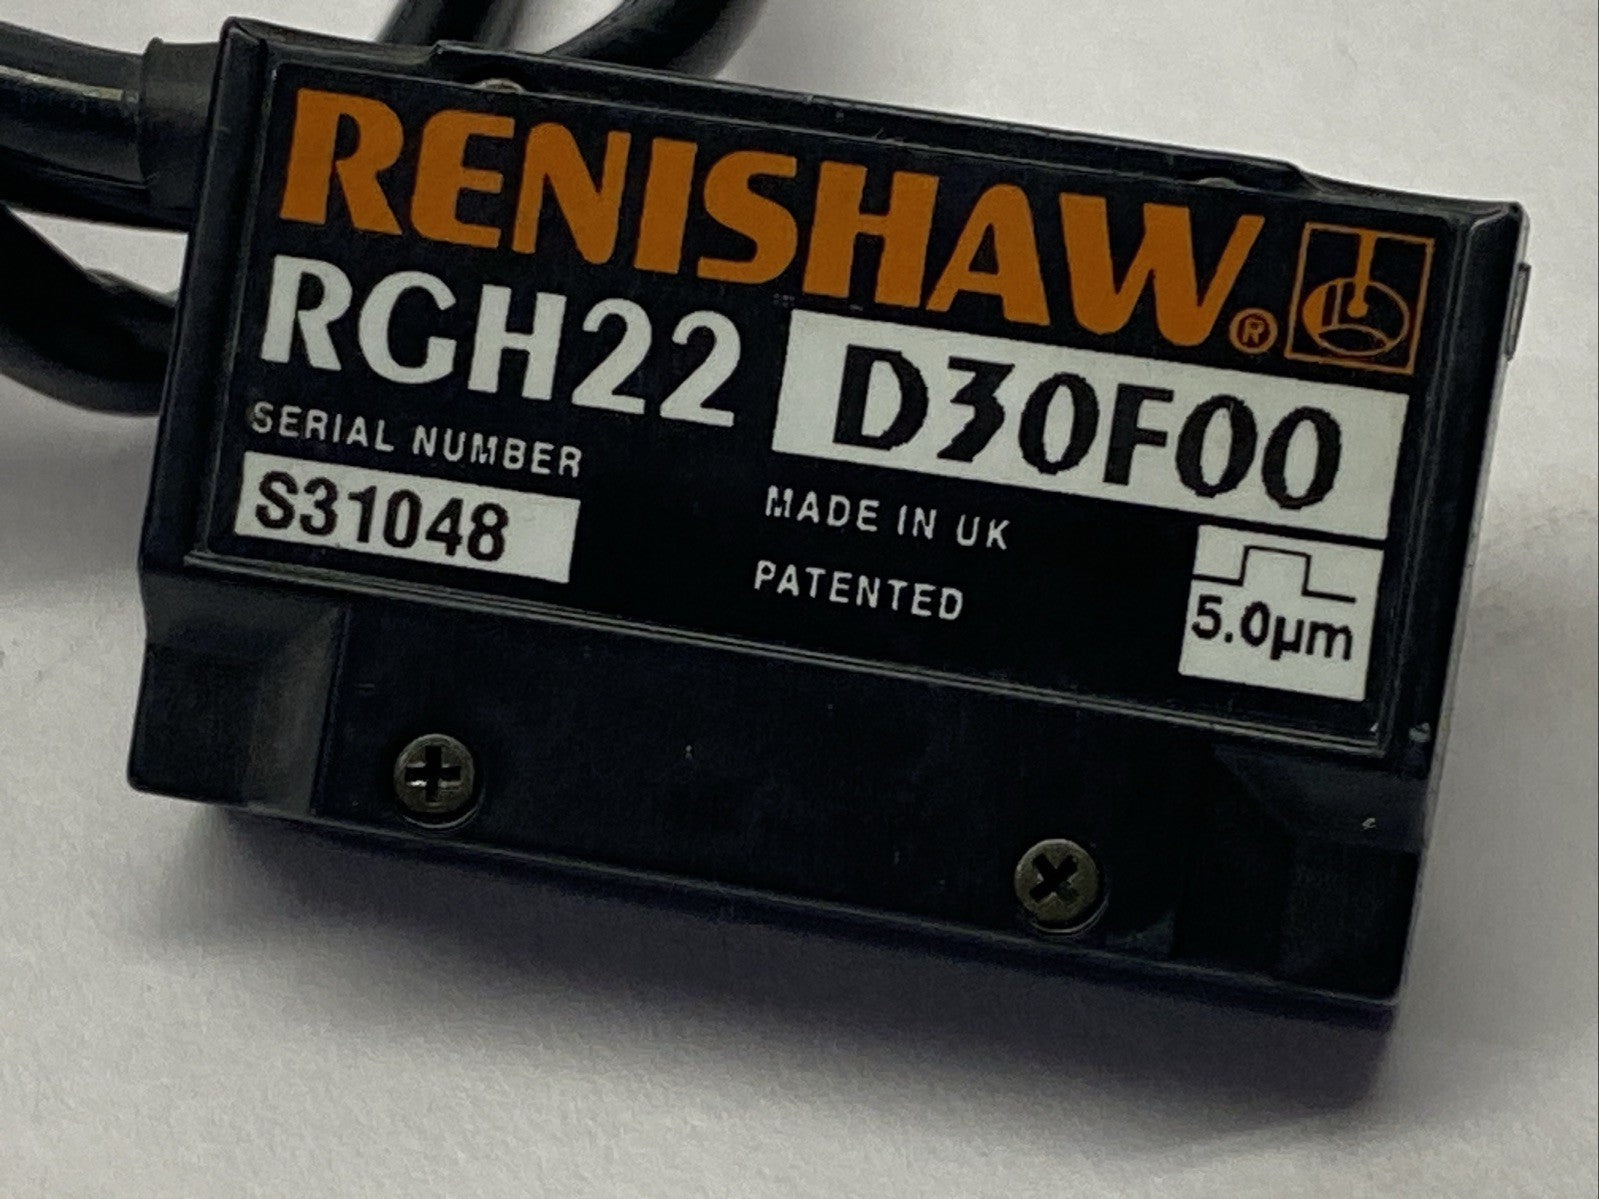 RENISHAW®
RGH22 D30F00
SERIAL NUMBER
S31048
MADE IN UK
PATENTED
5.0µm